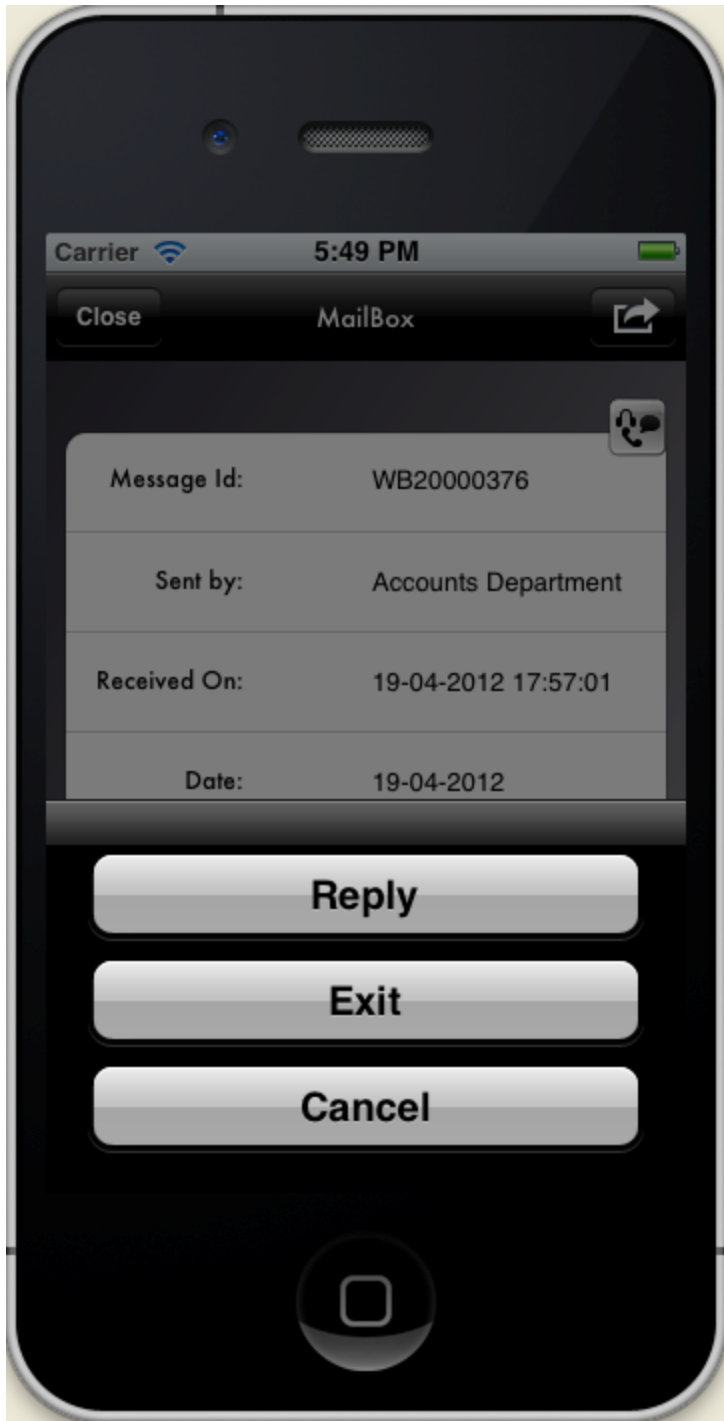 Carrier 5:49 PM
Close MailBox
Message Id: WB20000376
Sent by: Accounts Department
Received On: 19-04-2012 17:57:01
Date: 19-04-2012
Reply
Exit
Cancel